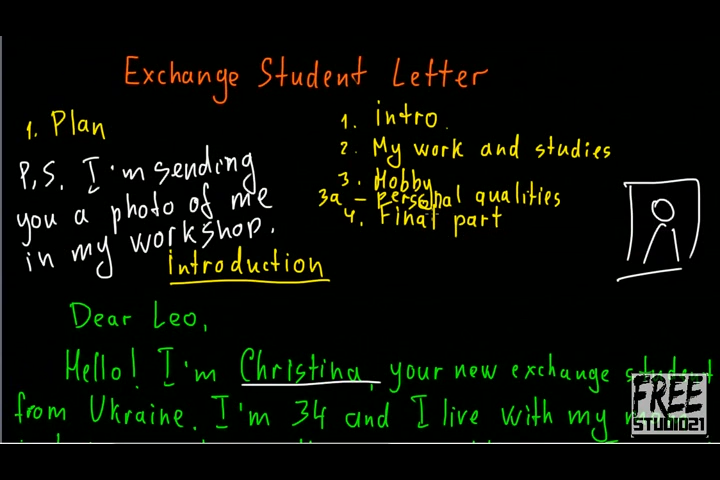 Exchange Student Letter
1. Plan
P.S. I'm sending
you a photo of me
in my workshop.
1. intro.
2. My work and studies
3. Hobby
3a - personal qualities
4. Final part
introduction
Dear Leo,
Hello! I'm Christina, your new exchange student
from Ukraine. I'm 34 and I live with my
FREE
STUDIO21